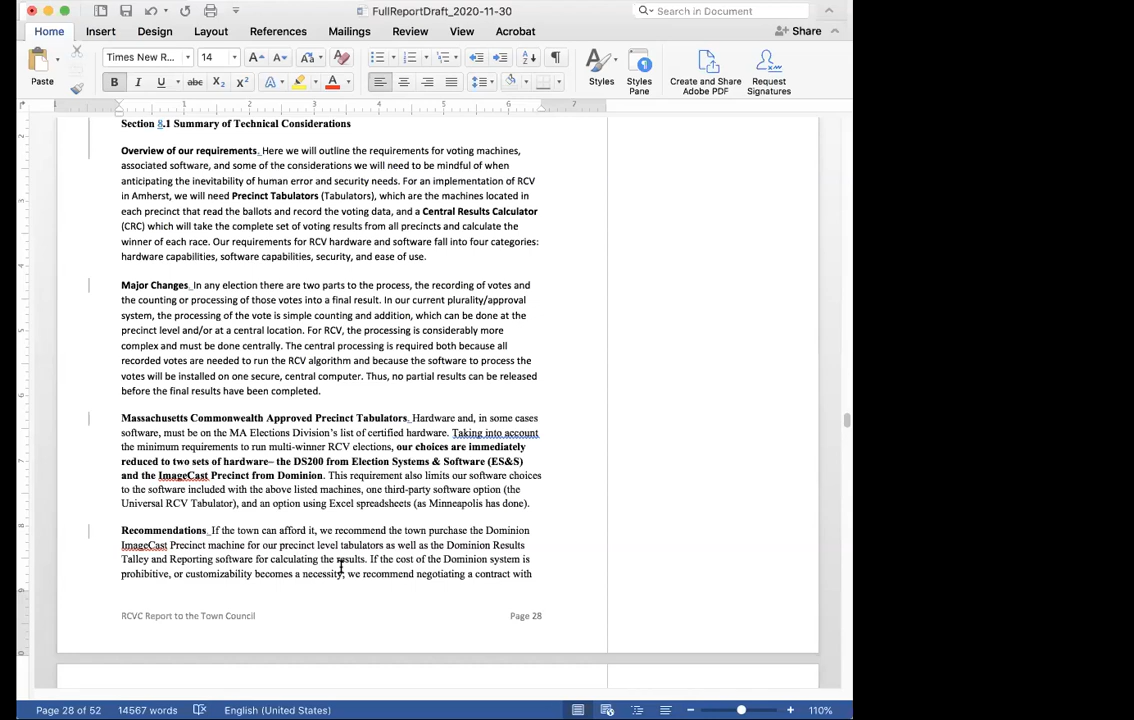 FullReportDraft_2020-11-30
Search in Document
Home Insert Design Layout References Mailings Review View Acrobat
Share
Times New R... 14
Paste
Styles Styles Pane Create and Share Adobe PDF Request Signatures
B I U abc X₂ X²
1 1 2 3 4 5 6 7
Section 8.1 Summary of Technical Considerations
Overview of our requirements_Here we will outline the requirements for voting machines,
associated software, and some of the considerations we will need to be mindful of when
anticipating the inevitability of human error and security needs. For an implementation of RCV
in Amherst, we will need Precinct Tabulators (Tabulators), which are the machines located in
each precinct that read the ballots and record the voting data, and a Central Results Calculator
(CRC) which will take the complete set of voting results from all precincts and calculate the
winner of each race. Our requirements for RCV hardware and software fall into four categories:
hardware capabilities, software capabilities, security, and ease of use.
Major Changes_In any election there are two parts to the process, the recording of votes and
the counting or processing of those votes into a final result. In our current plurality/approval
system, the processing of the vote is simple counting and addition, which can be done at the
precinct level and/or at a central location. For RCV, the processing is considerably more
complex and must be done centrally. The central processing is required both because all
recorded votes are needed to run the RCV algorithm and because the software to process the
votes will be installed on one secure, central computer. Thus, no partial results can be released
before the final results have been completed.
Massachusetts Commonwealth Approved Precinct Tabulators_Hardware and, in some cases
software, must be on the MA Elections Division's list of certified hardware. Taking into account
the minimum requirements to run multi-winner RCV elections, our choices are immediately
reduced to two sets of hardware– the DS200 from Election Systems & Software (ES&S)
and the ImageCast Precinct from Dominion. This requirement also limits our software choices
to the software included with the above listed machines, one third-party software option (the
Universal RCV Tabulator), and an option using Excel spreadsheets (as Minneapolis has done).
Recommendations_If the town can afford it, we recommend the town purchase the Dominion
ImageCast Precinct machine for our precinct level tabulators as well as the Dominion Results
Talley and Reporting software for calculating the results. If the cost of the Dominion system is
prohibitive, or customizability becomes a necessity, we recommend negotiating a contract with
RCVC Report to the Town Council Page 28
Page 28 of 52 14567 words English (United States) 110%